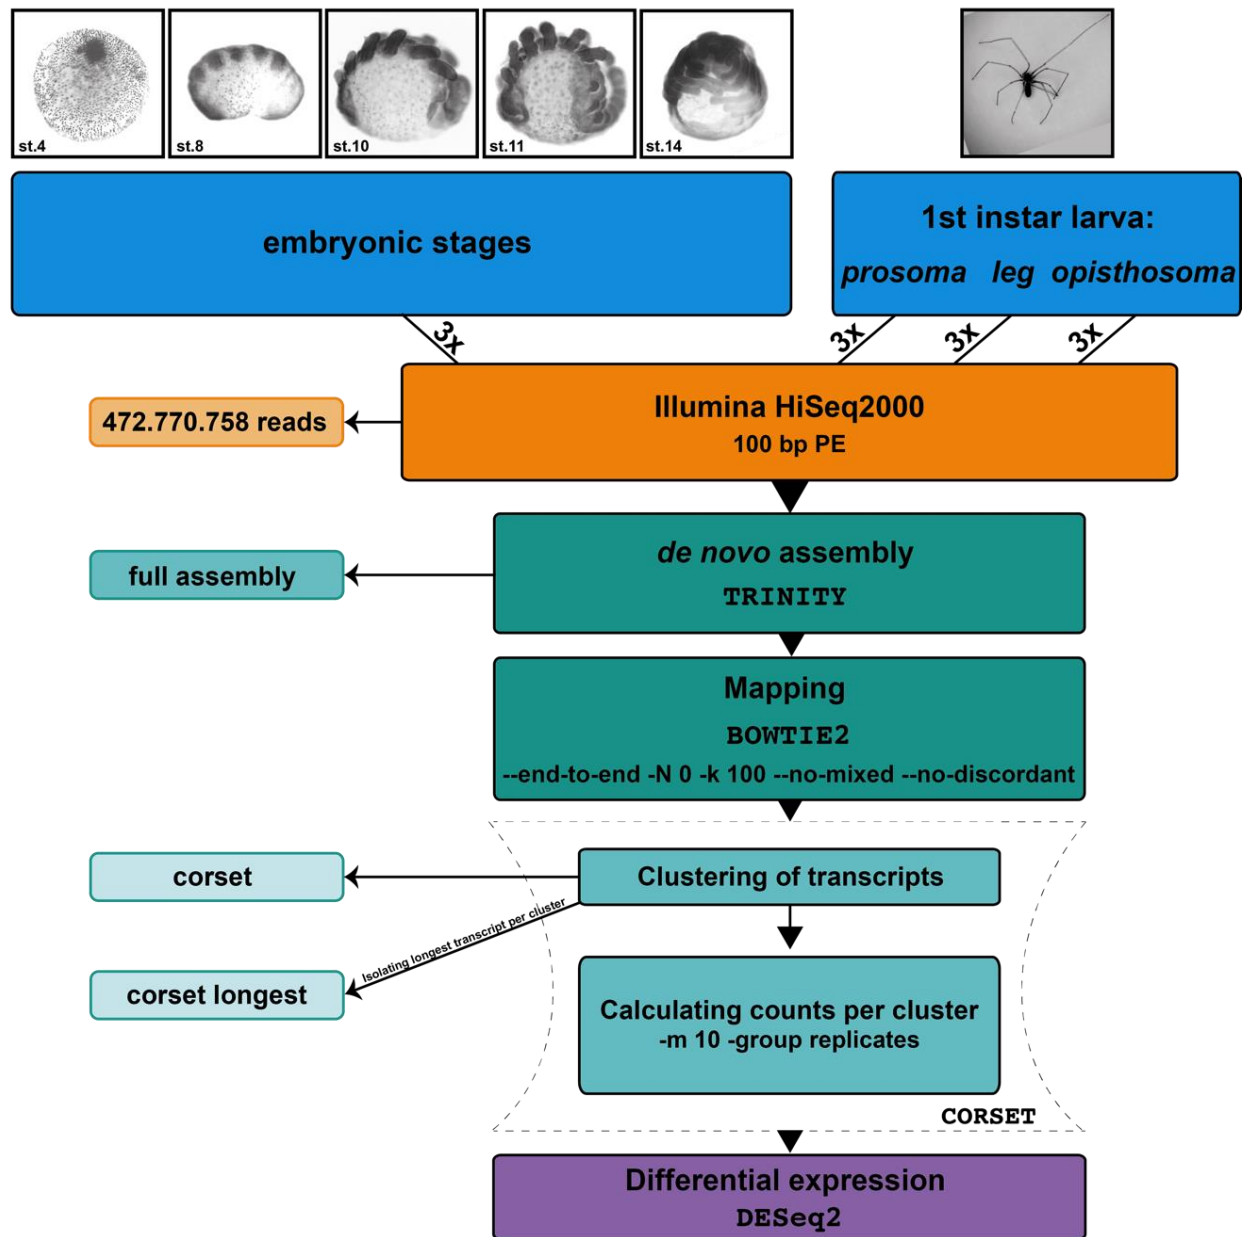 st.4
st.8
st.10
st.11
st.14
embryonic stages
1st instar larva:
prosoma leg opisthosoma
3x
3x
3x
3x
Illumina HiSeq2000
100 bp PE
472.770.758 reads
de novo assembly
TRINITY
full assembly
Mapping
BOWTIE2
--end-to-end -N 0 -k 100 --no-mixed --no-discordant
Clustering of transcripts
corset
Isolating longest transcript per cluster
corset longest
Calculating counts per cluster
-m 10 -group replicates
CORSET
Differential expression
DESeq2